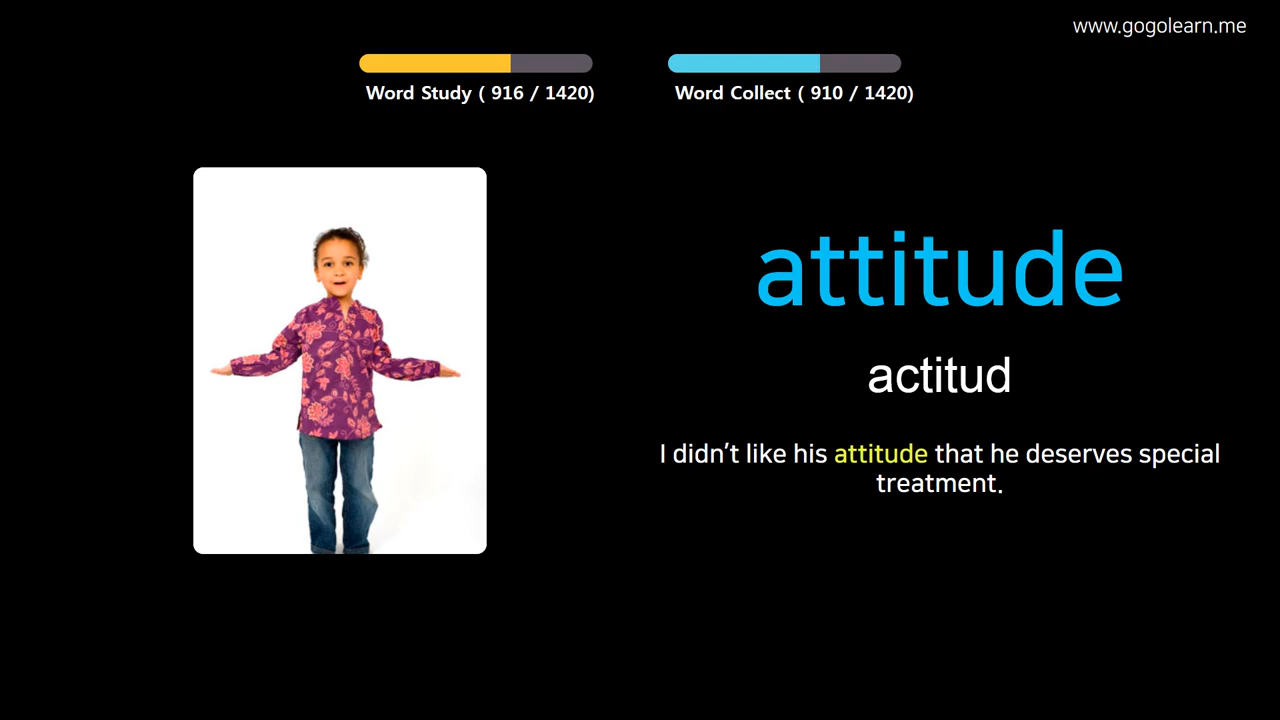 www.gogolearn.me
Word Study ( 916 / 1420)
Word Collect ( 910 / 1420)
attitude
actitud
I didn’t like his attitude that he deserves special
treatment.